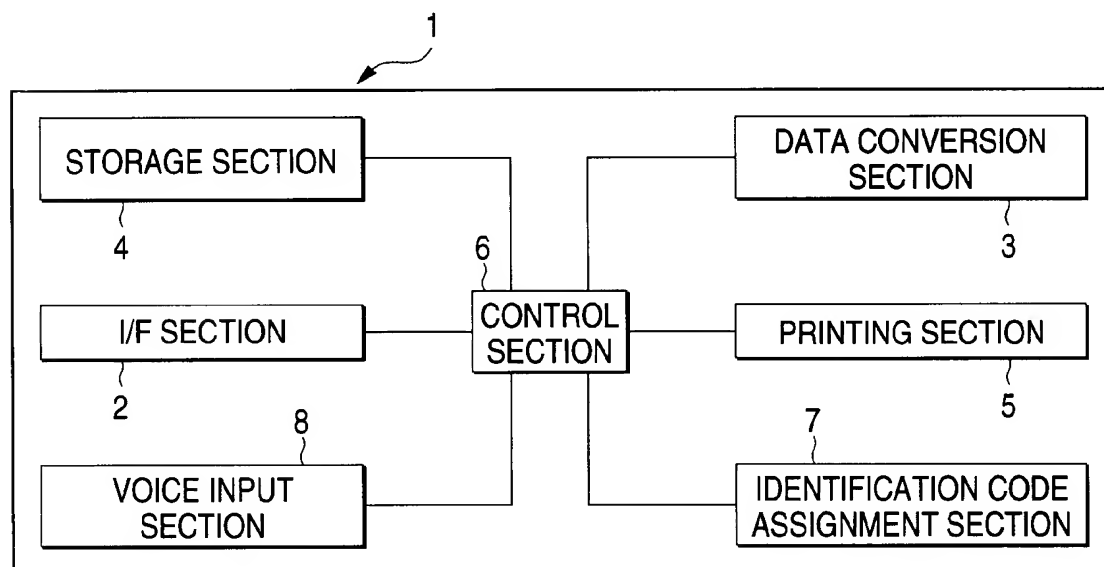 1
STORAGE SECTION
4
DATA CONVERSION
SECTION
3
6
CONTROL
SECTION
I/F SECTION
2
PRINTING SECTION
5
8
VOICE INPUT
SECTION
7
IDENTIFICATION CODE
ASSIGNMENT SECTION